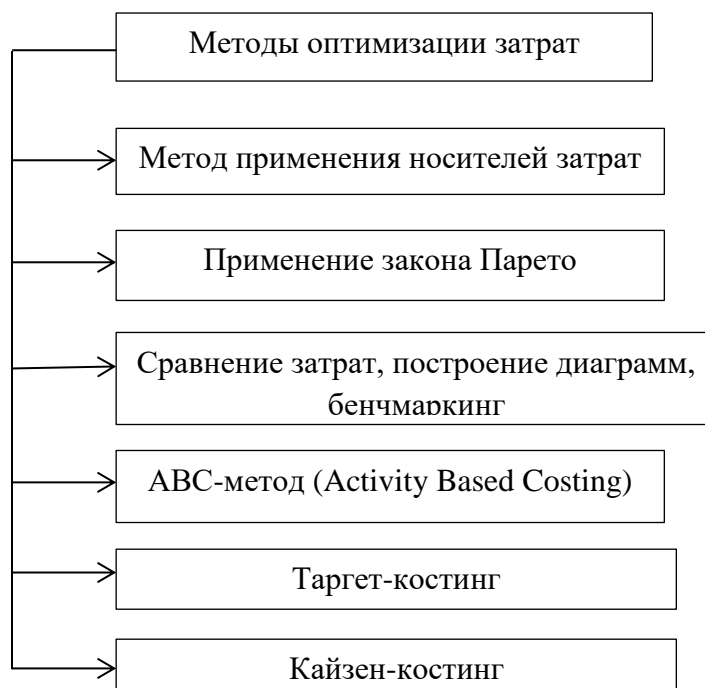 Методы оптимизации затрат
Метод применения носителей затрат
Применение закона Парето
Сравнение затрат, построение диаграмм,
бенчмаркинг
АВС-метод (Activity Based Costing)
Таргет-костинг
Кайзен-костинг